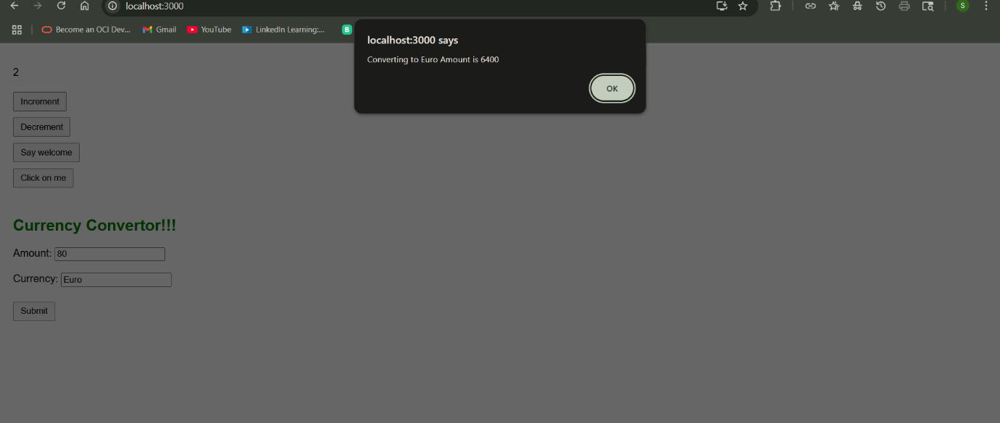 localhost:3000
S
Become an OCI Dev...
Gmail
YouTube
LinkedIn Learning:...
B
localhost:3000 says
Converting to Euro Amount is 6400
OK
2
Increment
Decrement
Say welcome
Click on me
Currency Convertor!!!
Amount: 80
Currency: Euro
Submit